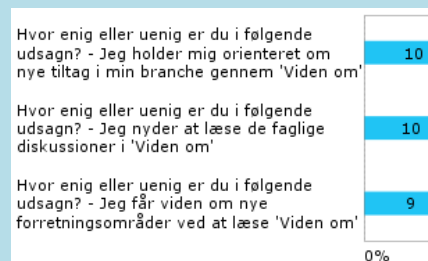 Hvor enig eller uenig er du i følgende
udsagn? - Jeg holder mig orienteret om
nye tiltag i min branche gennem 'Viden om'
10
Hvor enig eller uenig er du i følgende
udsagn? - Jeg nyder at læse de faglige
diskussioner i 'Viden om'
10
Hvor enig eller uenig er du i følgende
udsagn? - Jeg får viden om nye
forretningsområder ved at læse 'Viden om'
9
0%